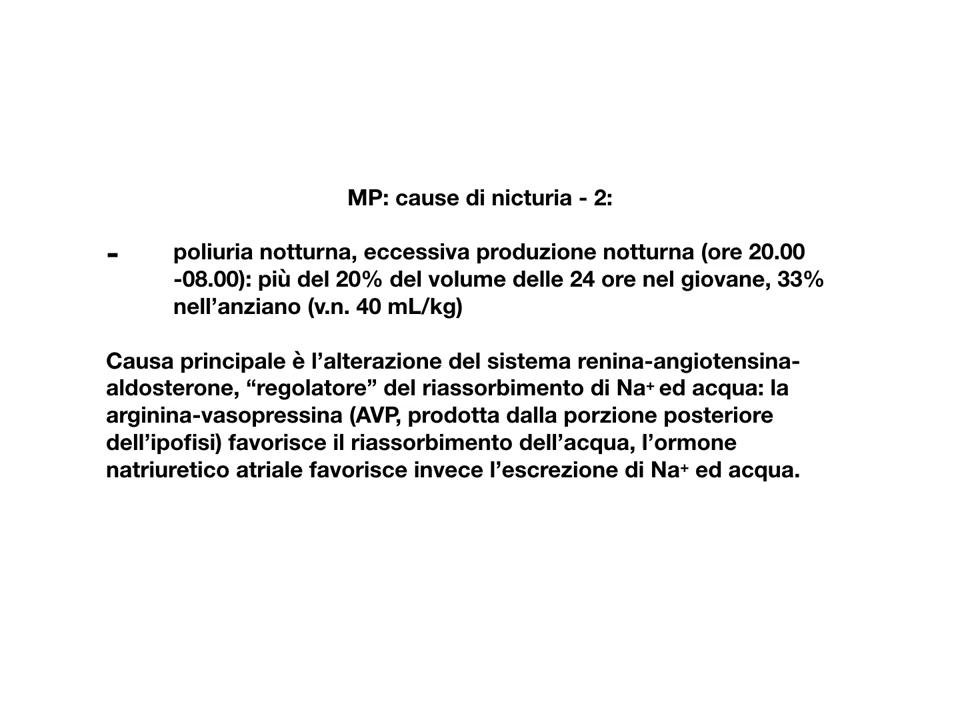 MP: cause di nicturia - 2:
- poliuria notturna, eccessiva produzione notturna (ore 20.00
-08.00): più del 20% del volume delle 24 ore nel giovane, 33%
nell’anziano (v.n. 40 mL/kg)
Causa principale è l’alterazione del sistema renina-angiotensina-
aldosterone, “regolatore” del riassorbimento di Na+ ed acqua: la
arginina-vasopressina (AVP, prodotta dalla porzione posteriore
dell’ipofisi) favorisce il riassorbimento dell’acqua, l’ormone
natriuretico atriale favorisce invece l’escrezione di Na+ ed acqua.